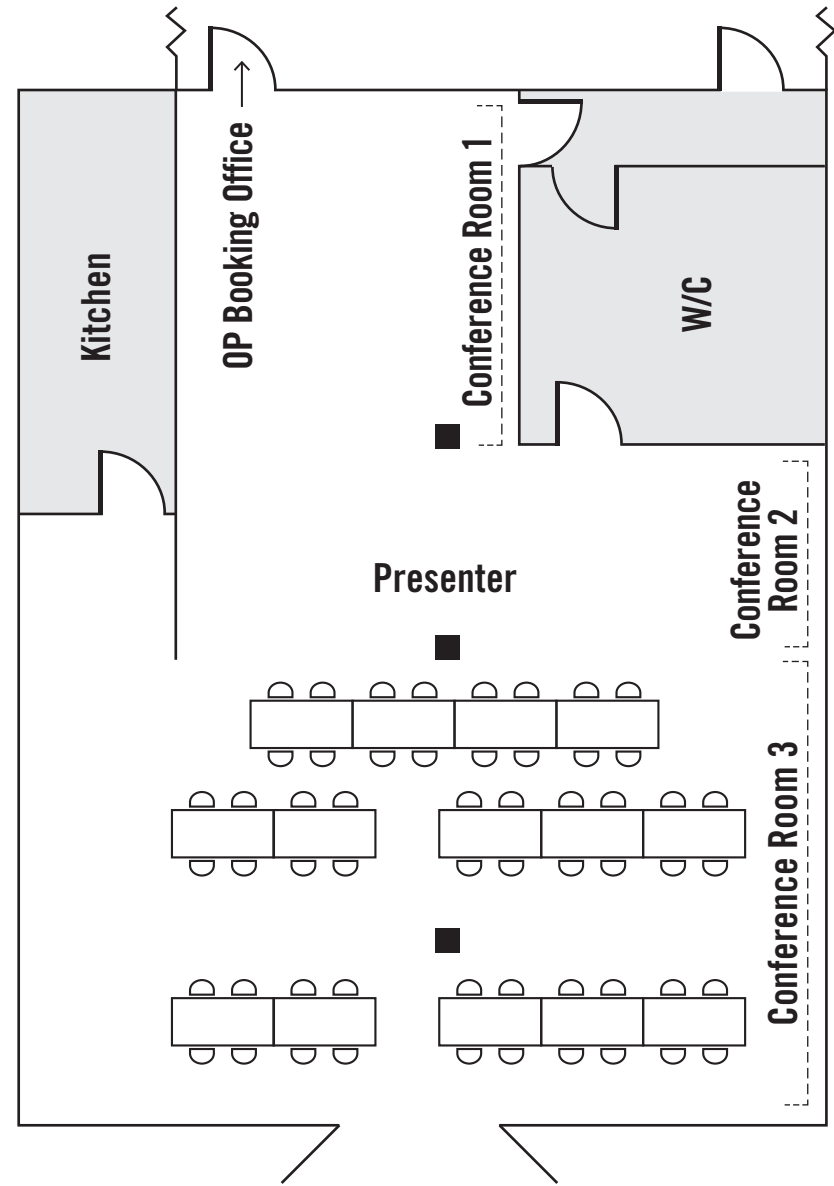 Kitchen
OP Booking Office
Conference Room 1
W/C
Conference
Room 2
Presenter
Conference Room 3